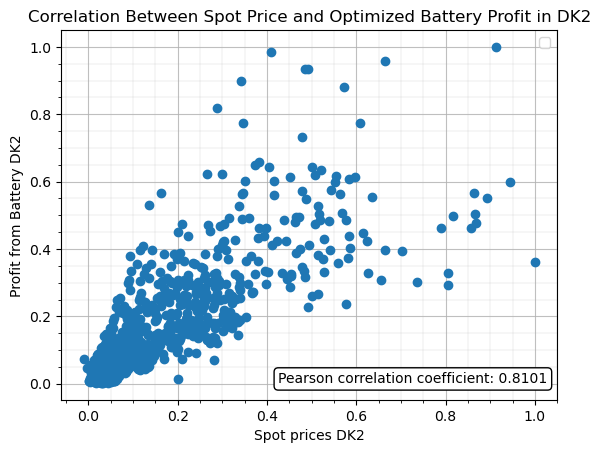 Correlation Between Spot Price and Optimized Battery Profit in DK2
1.0
0.8
0.6
0.4
0.2
0.0
Profit from Battery DK2
Pearson correlation coefficient: 0.8101
0.0 0.2 0.4 0.6 0.8 1.0
Spot prices DK2